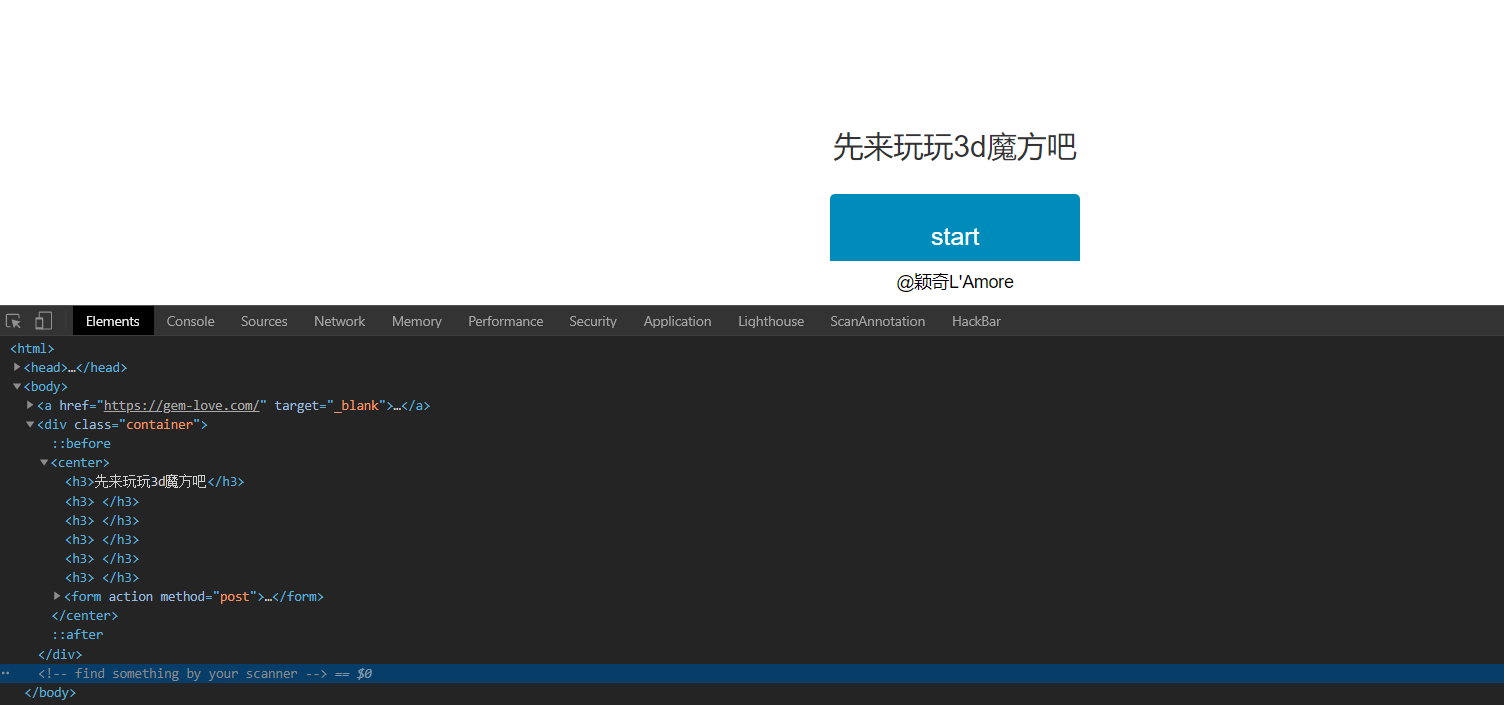 先来玩玩3d魔方吧
start
@颖奇L'Amore
Elements Console Sources Network Memory Performance Security Application Lighthouse ScanAnnotation HackBar
<html>
<head>…</head>
<body>
<a href="https://gem-love.com/" target="_blank">…</a>
<div class="container">
::before
<center>
<h3>先来玩玩3d魔方吧</h3>
<h3> </h3>
<h3> </h3>
<h3> </h3>
<h3> </h3>
<h3> </h3>
<form action method="post">…</form>
</center>
::after
</div>
<!-- find something by your scanner --> == $0
</body>